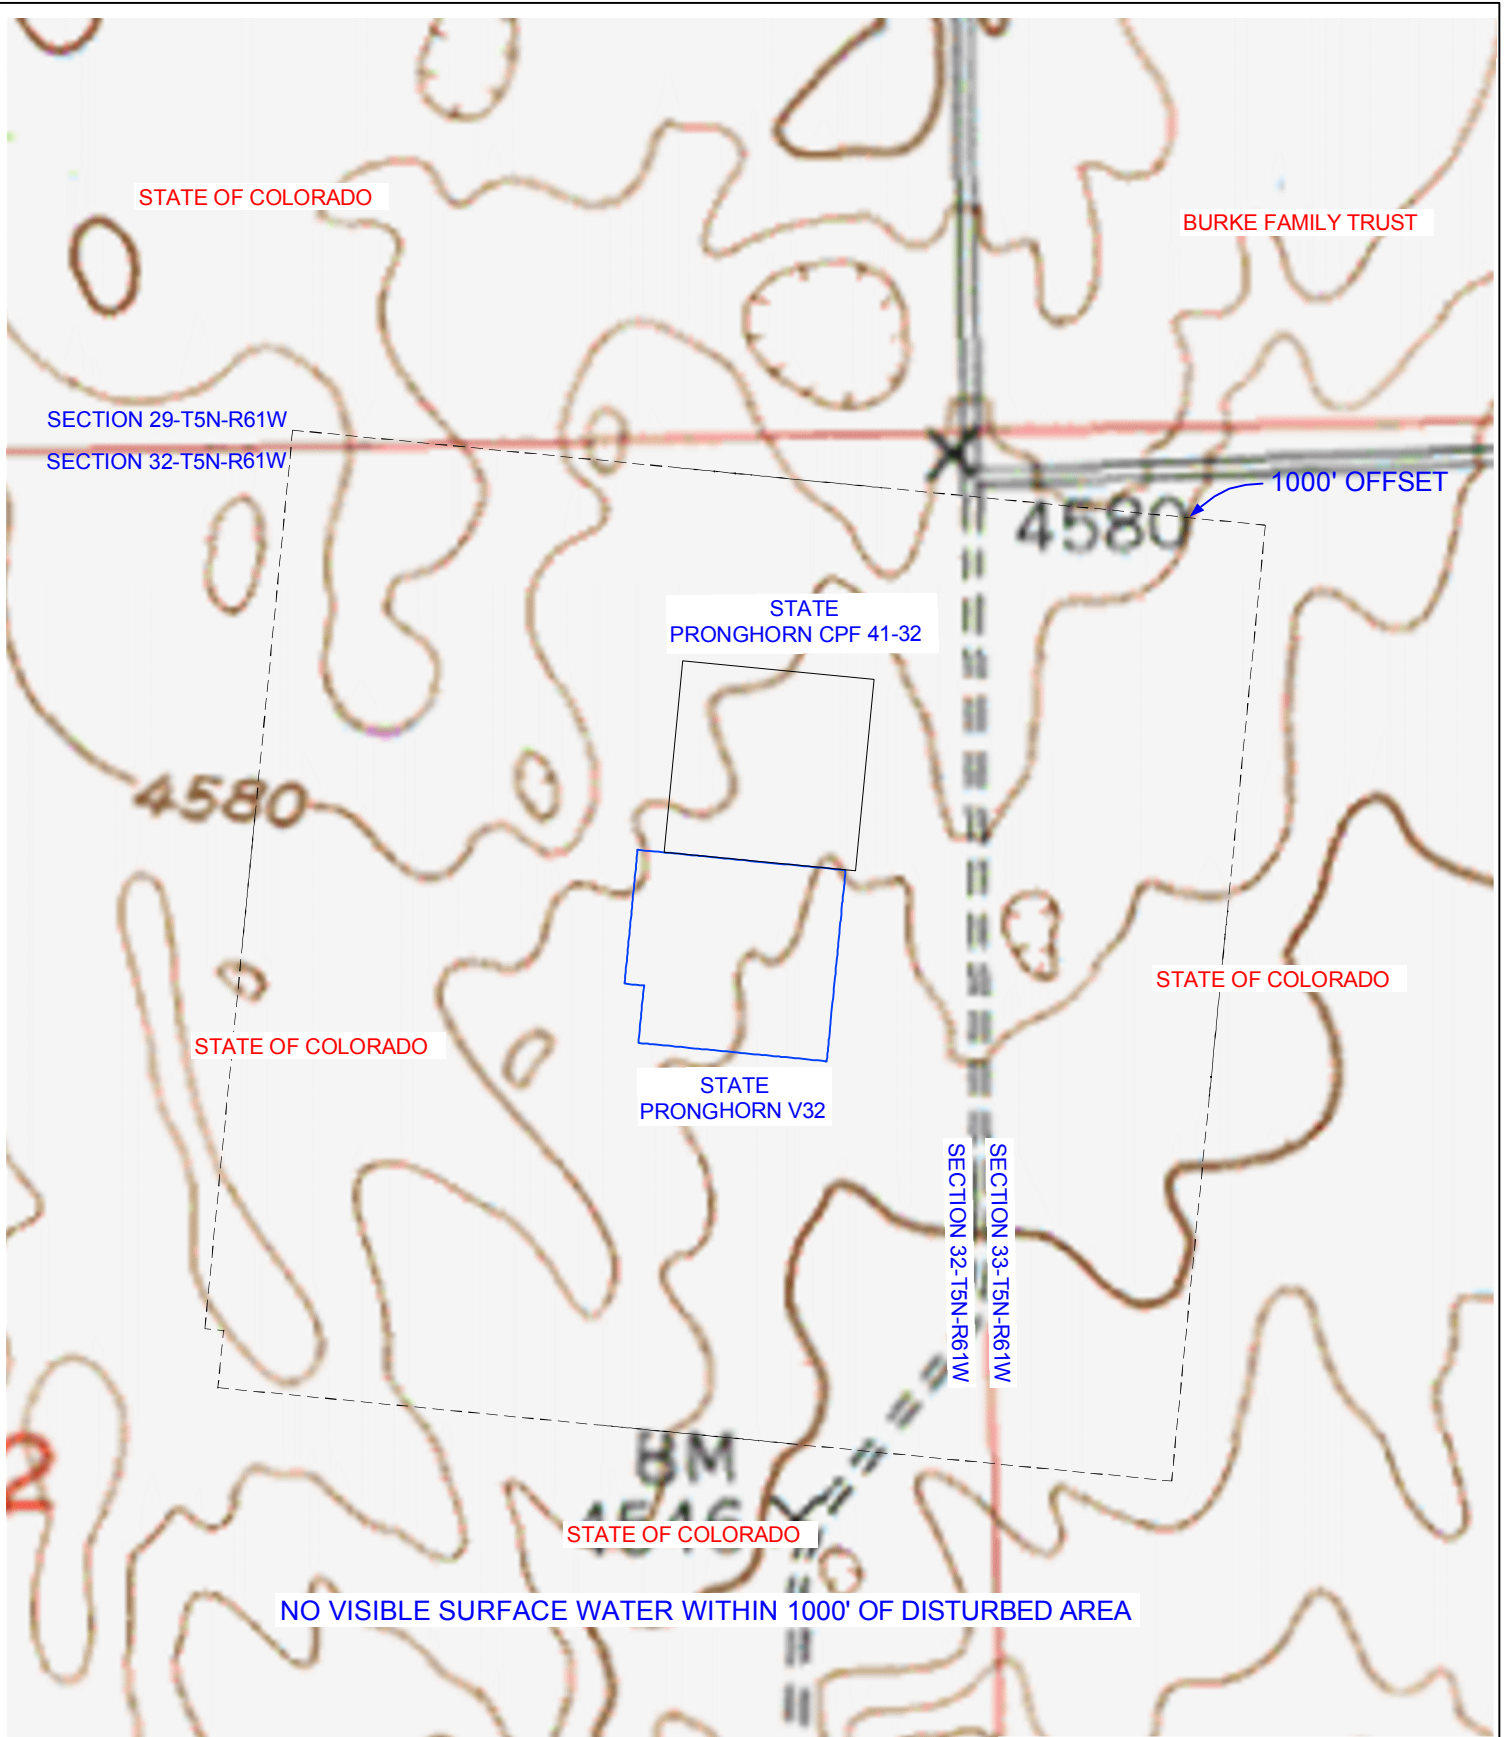 STATE OF COLORADO
BURKE FAMILY TRUST
SECTION 29-T5N-R61W
SECTION 32-T5N-R61W
1000' OFFSET
4580
STATE
PRONGHORN CPF 41-32
4580
STATE OF COLORADO
STATE OF COLORADO
STATE
PRONGHORN V32
SECTION 32-T5N-R61W
SECTION 33-T5N-R61W
BM
4546
2
STATE OF COLORADO
NO VISIBLE SURFACE WATER WITHIN 1000' OF DISTURBED AREA